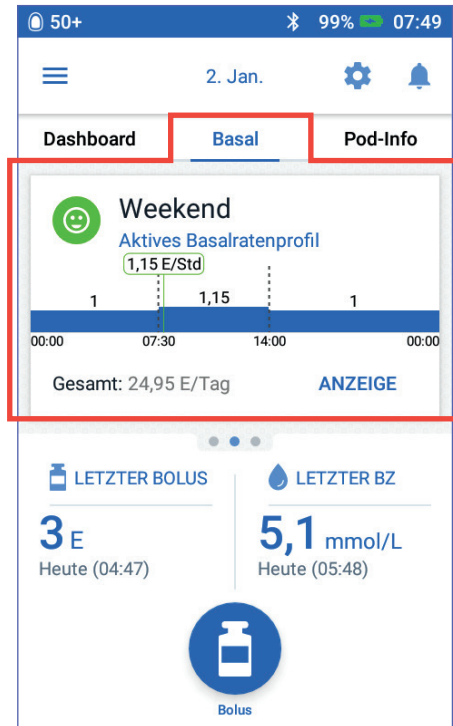 50+ 99% 07:49
2. Jan.
Dashboard Basal Pod-Info
Weekend
Aktives Basalratenprofil
1,15 E/Std
1 1,15 1
00:00 07:30 14:00 00:00
Gesamt: 24,95 E/Tag ANZEIGE
LETZTER BOLUS LETZTER BZ
3 E 5,1 mmol/L
Heute (04:47) Heute (05:48)
Bolus